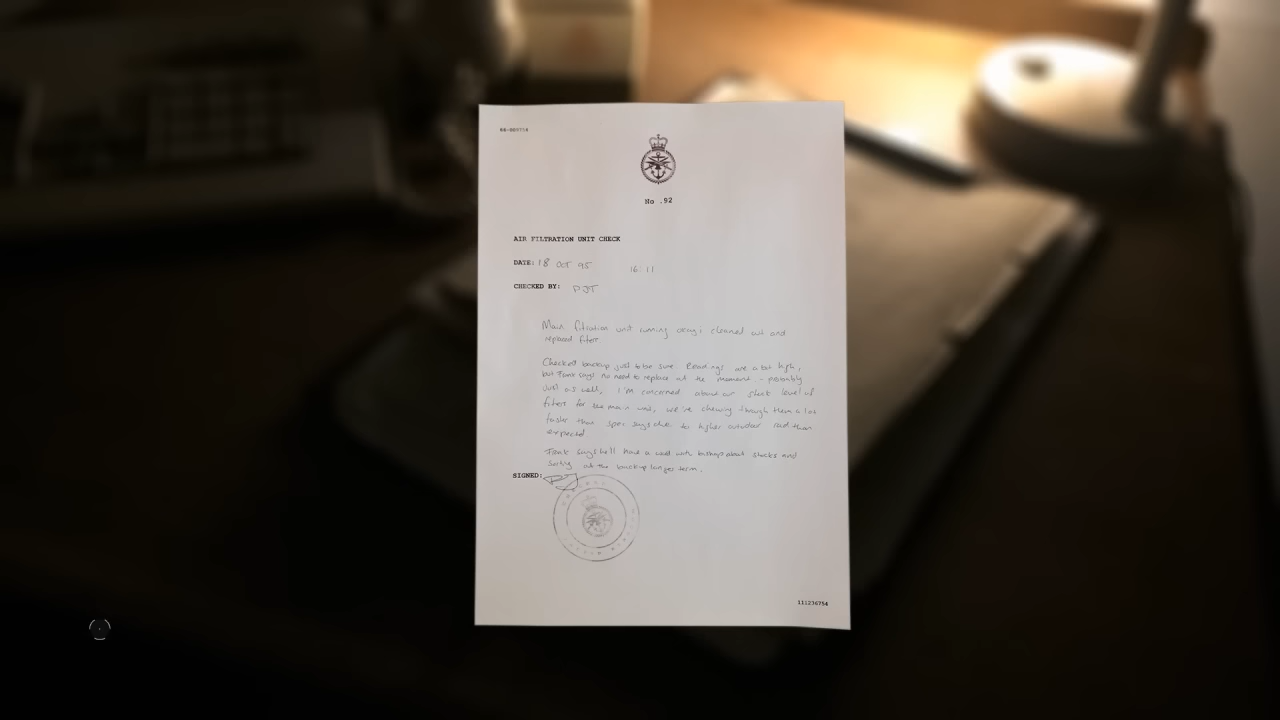 No .92
AIR FILTRATION UNIT CHECK
DATE: 18 OCT 95 16:11
CHECKED BY: PJT
Main filtration unit running okay; cleaned out and
replaced filters
Checked backup just to be sure. Readings are a bit high,
but Frank says no need to replace at the moment - probably
just as well. I'm concerned about our stock level of
filters for the main unit, we're chewing through them a lot
faster than spec says due to higher outdoor rad than
expected
Frank says he'll have a word with bishop about stocks and
sorting out the backup longer term.
SIGNED: PJT
111236754